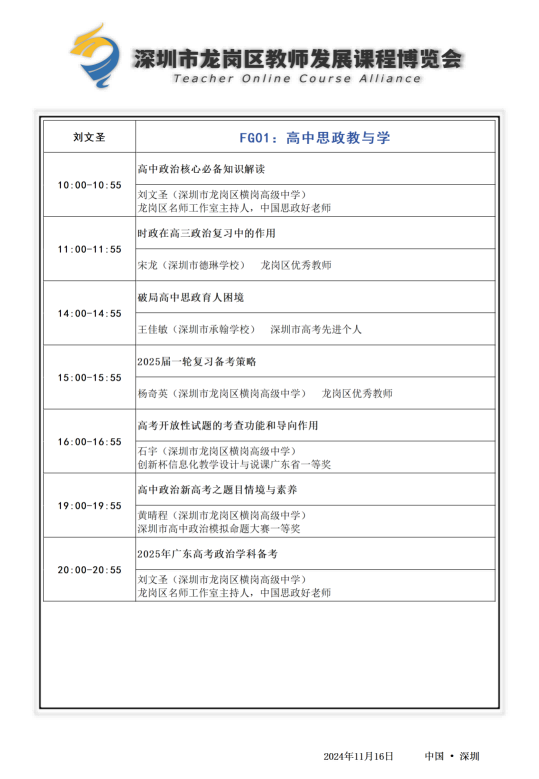 深圳市龙岗区教师发展课程博览会
Teacher Online Course Alliance
刘文圣
FG01：高中思政教与学
10:00-10:55
高中政治核心必备知识解读
刘文圣（深圳市龙岗区横岗高级中学）
龙岗区名师工作室主持人，中国思政好老师
11:00-11:55
时政在高三政治复习中的作用
宋龙（深圳市德琳学校） 龙岗区优秀教师
14:00-14:55
破局高中思政育人困境
王佳敏（深圳市承翰学校） 深圳市高考先进个人
15:00-15:55
2025届一轮复习备考策略
杨奇英（深圳市龙岗区横岗高级中学） 龙岗区优秀教师
16:00-16:55
高考开放性试题的考查功能和导向作用
石宇（深圳市龙岗区横岗高级中学）
创新杯信息化教学设计与说课广东省一等奖
19:00-19:55
高中政治新高考之题目情境与素养
黄晴程（深圳市龙岗区横岗高级中学）
深圳市高中政治模拟命题大赛一等奖
20:00-20:55
2025年广东高考政治学科备考
刘文圣（深圳市龙岗区横岗高级中学）
龙岗区名师工作室主持人，中国思政好老师
2024年11月16日 中国 • 深圳